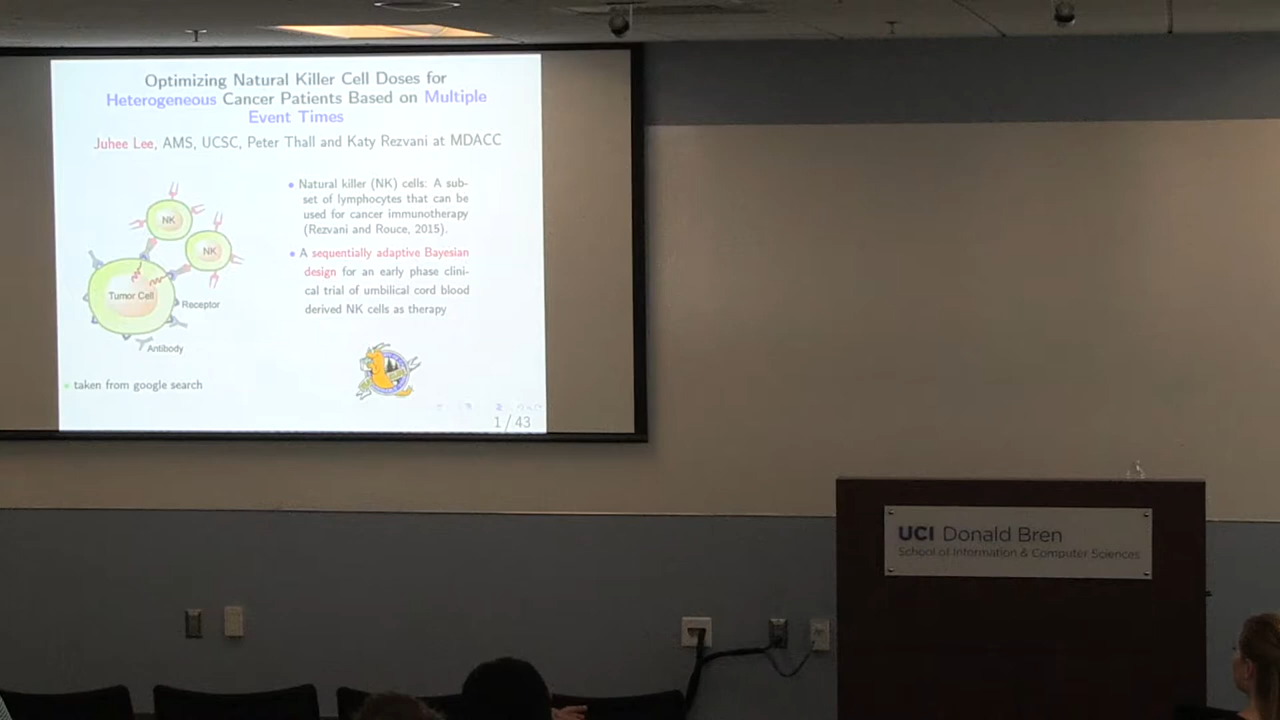 Optimizing Natural Killer Cell Doses for
Heterogeneous Cancer Patients Based on Multiple
Event Times
Juhee Lee, AMS, UCSC, Peter Thall and Katy Rezvani at MDACC
• Natural killer (NK) cells: A sub-
set of lymphocytes that can be
used for cancer immunotherapy
(Rezvani and Rouce, 2015).
• A sequentially adaptive Bayesian
design for an early phase clini-
cal trial of umbilical cord blood
derived NK cells as therapy
NK
NK
Tumor Cell
Receptor
Antibody
• taken from google search
1 / 43
UCI Donald Bren
School of Information & Computer Sciences